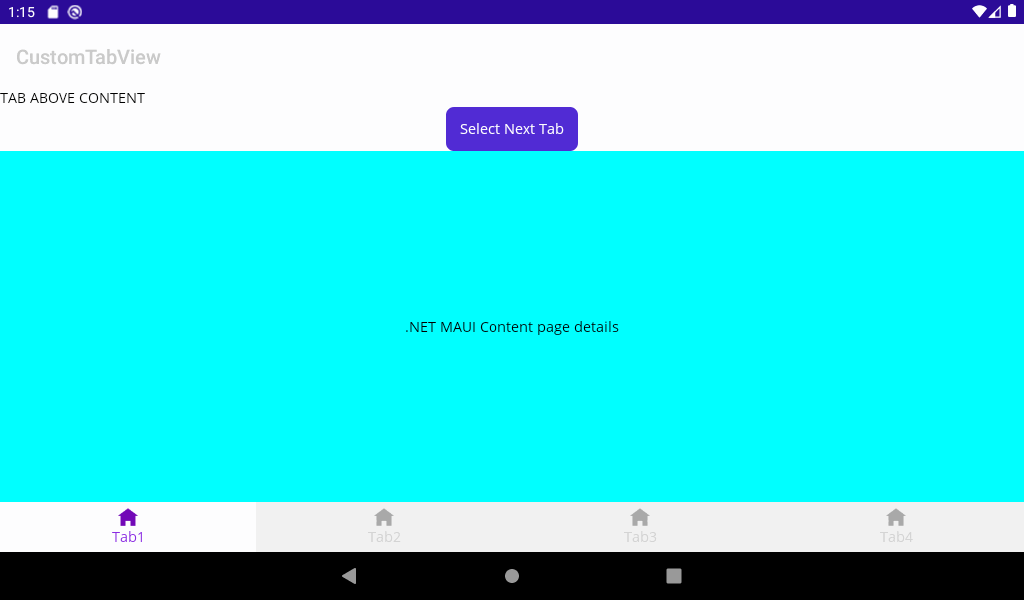 1:15
CustomTabView
TAB ABOVE CONTENT
Select Next Tab
.NET MAUI Content page details
Tab1 Tab2 Tab3 Tab4